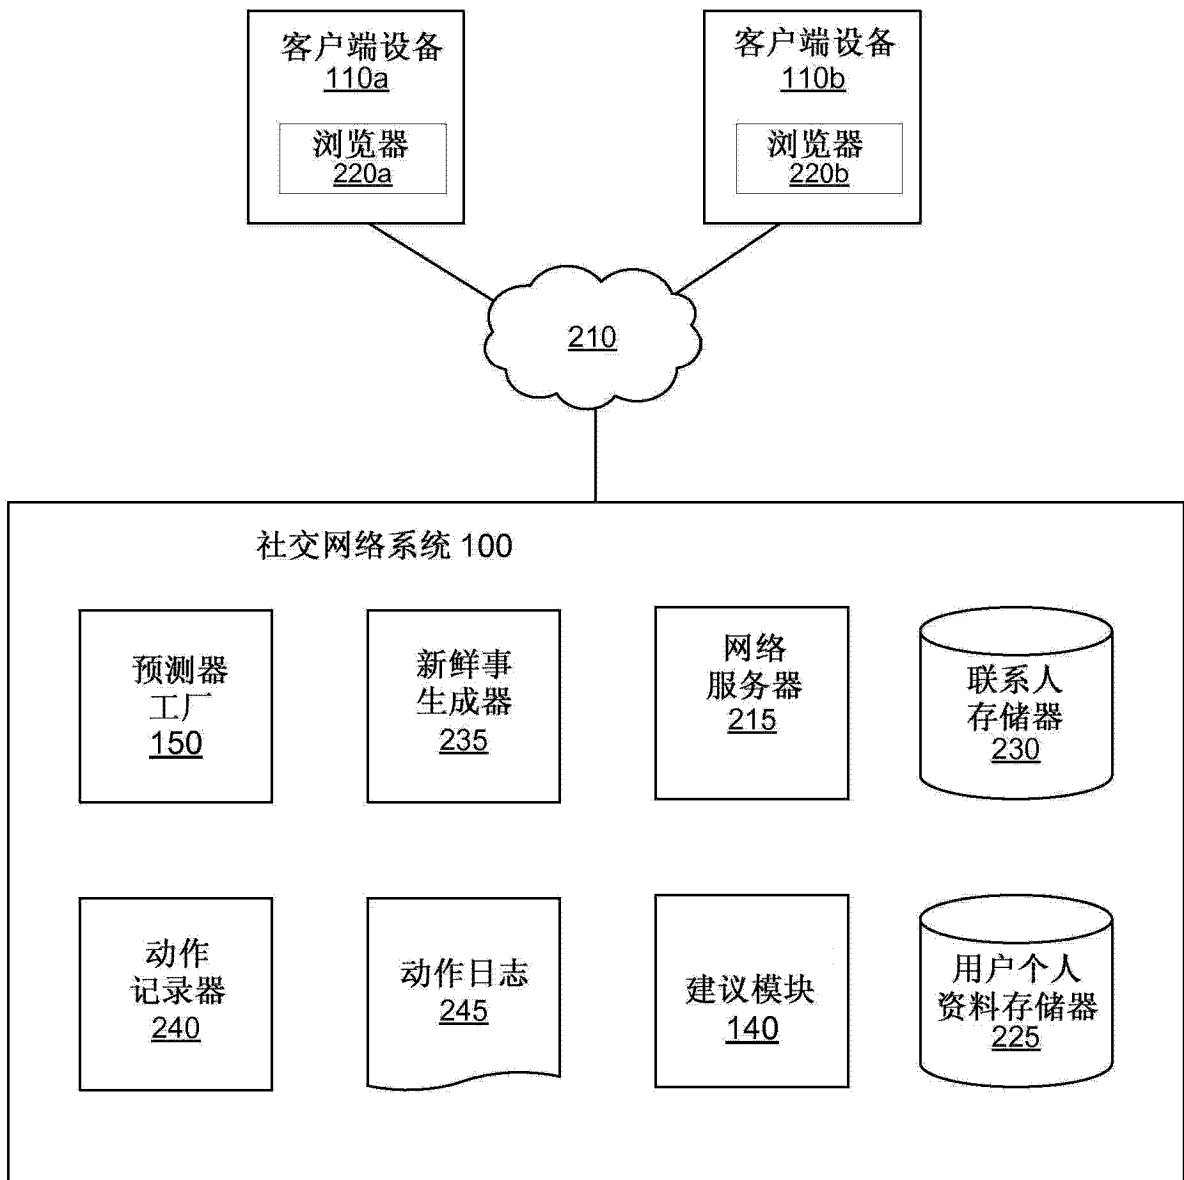 客户端设备
110a
浏览器
220a
客户端设备
110b
浏览器
220b
210
社交网络系统 100
预测器
工厂
150
新鲜事
生成器
235
网络
服务器
215
联系人
存储器
230
动作
记录器
240
动作日志
245
建议模块
140
用户个人
资料存储器
225